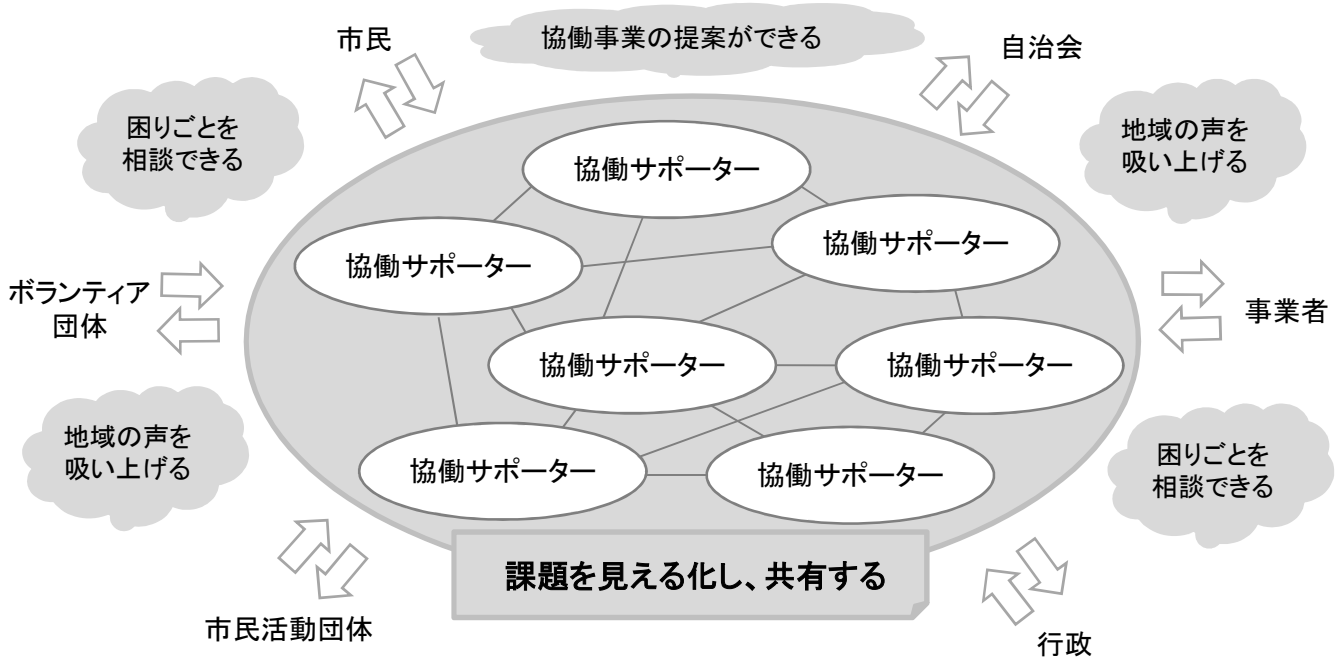 市民
協働事業の提案ができる
自治会
困りごとを
相談できる
地域の声を
吸い上げる
協働サポーター
協働サポーター
協働サポーター
ボランティア
団体
事業者
協働サポーター
協働サポーター
地域の声を
吸い上げる
協働サポーター
協働サポーター
困りごとを
相談できる
課題を見える化し、共有する
市民活動団体
行政